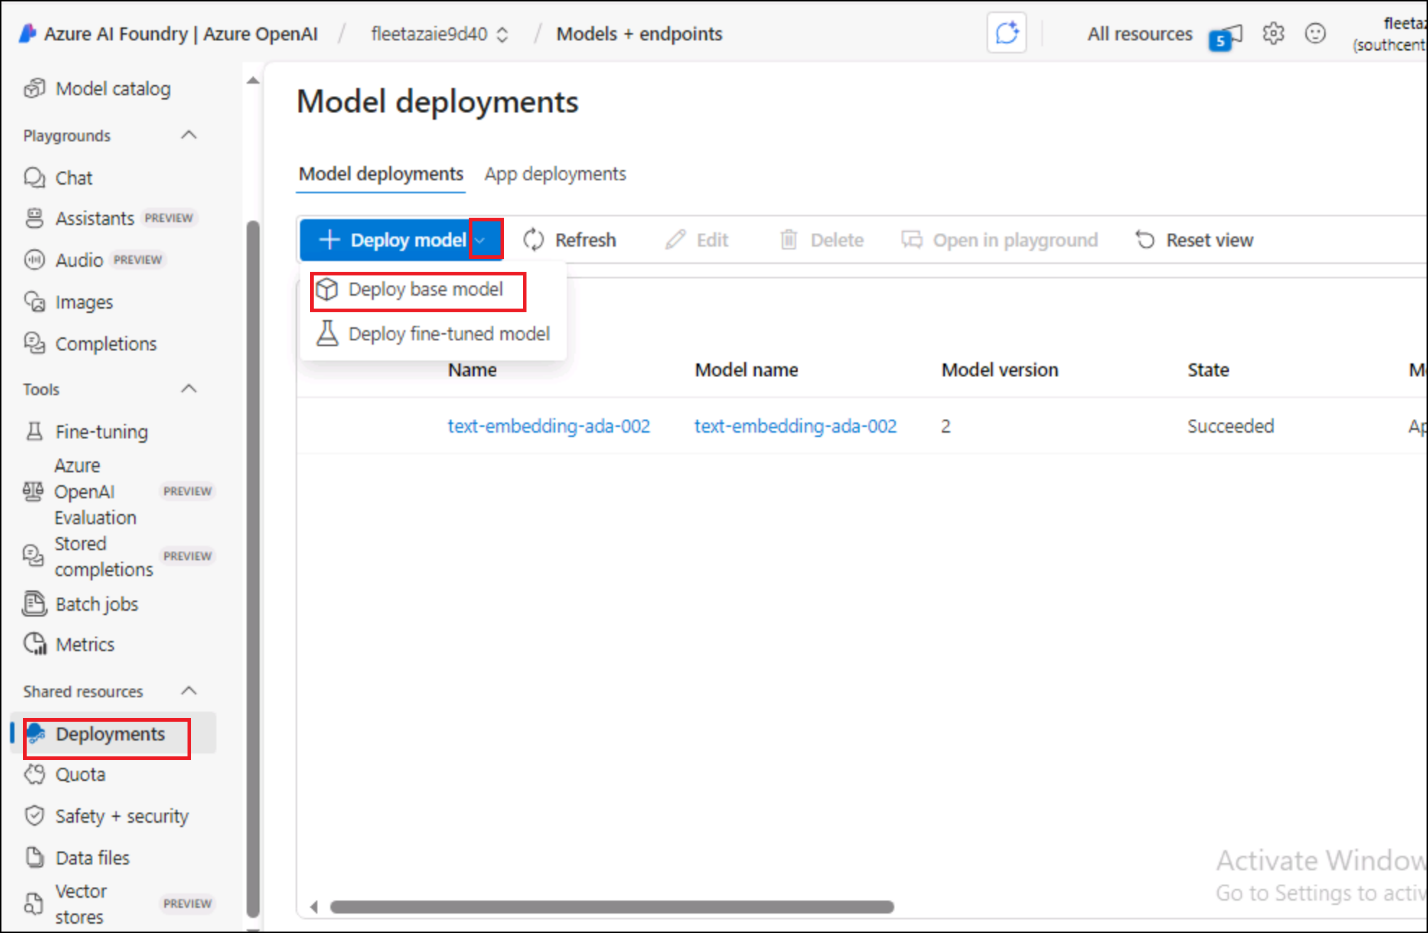 Azure AI Foundry | Azure OpenAI / fleetazaie9d40 / Models + endpoints
All resources
5
fleetaz
(southcent
Model catalog
Playgrounds
Chat
Assistants PREVIEW
Audio PREVIEW
Images
Completions
Tools
Fine-tuning
Azure
OpenAI PREVIEW
Evaluation
Stored
completions PREVIEW
Batch jobs
Metrics
Shared resources
Deployments
Quota
Safety + security
Data files
Vector
stores PREVIEW
Model deployments
Model deployments App deployments
Deploy model Refresh Edit Delete Open in playground Reset view
Deploy base model
Deploy fine-tuned model
Name Model name Model version State
text-embedding-ada-002 text-embedding-ada-002 2 Succeeded
Activate Window
Go to Settings to activ